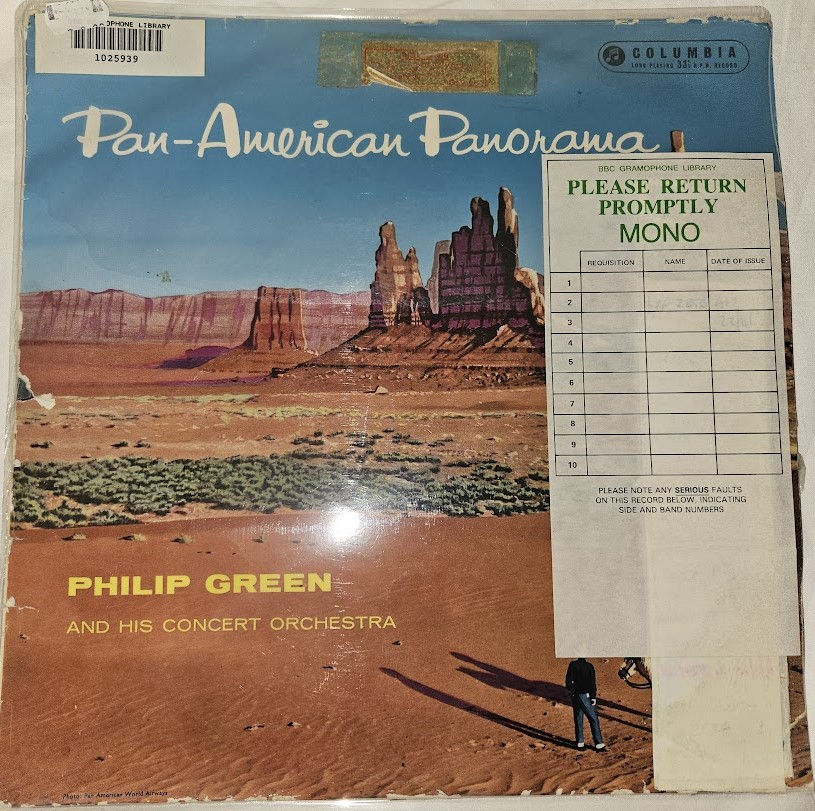 OPHONE LIBRARY
1025939
COLUMBIA
LONG PLAYING 33⅓ R.P.M. RECORD
Pan-American Panorama
BBC GRAMOPHONE LIBRARY
PLEASE RETURN
PROMPTLY
MONO
REQUISITION NAME DATE OF ISSUE
1
2
3
4
5
6
7
8
9
10
PLEASE NOTE ANY SERIOUS FAULTS
ON THIS RECORD BELOW, INDICATING
SIDE AND BAND NUMBERS
PHILIP GREEN
AND HIS CONCERT ORCHESTRA
Photo: Pan American World Airways